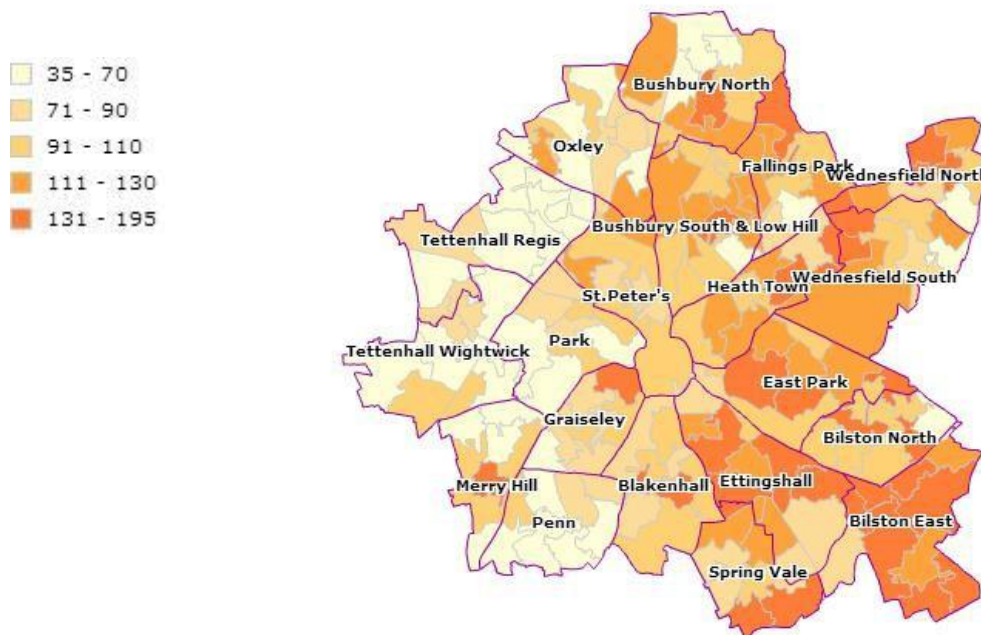 35 - 70
71 - 90
91 - 110
111 - 130
131 - 195
Bushbury North
Oxley
Fallings Park
Wednesfield North
Tettenhall Regis
Bushbury South & Low Hill
Wednesfield South
Heath Town
St.Peter's
Tettenhall Wightwick
Park
East Park
Graiseley
Bilston North
Merry Hill
Blakenhall
Ettingshall
Penn
Bilston East
Spring Vale